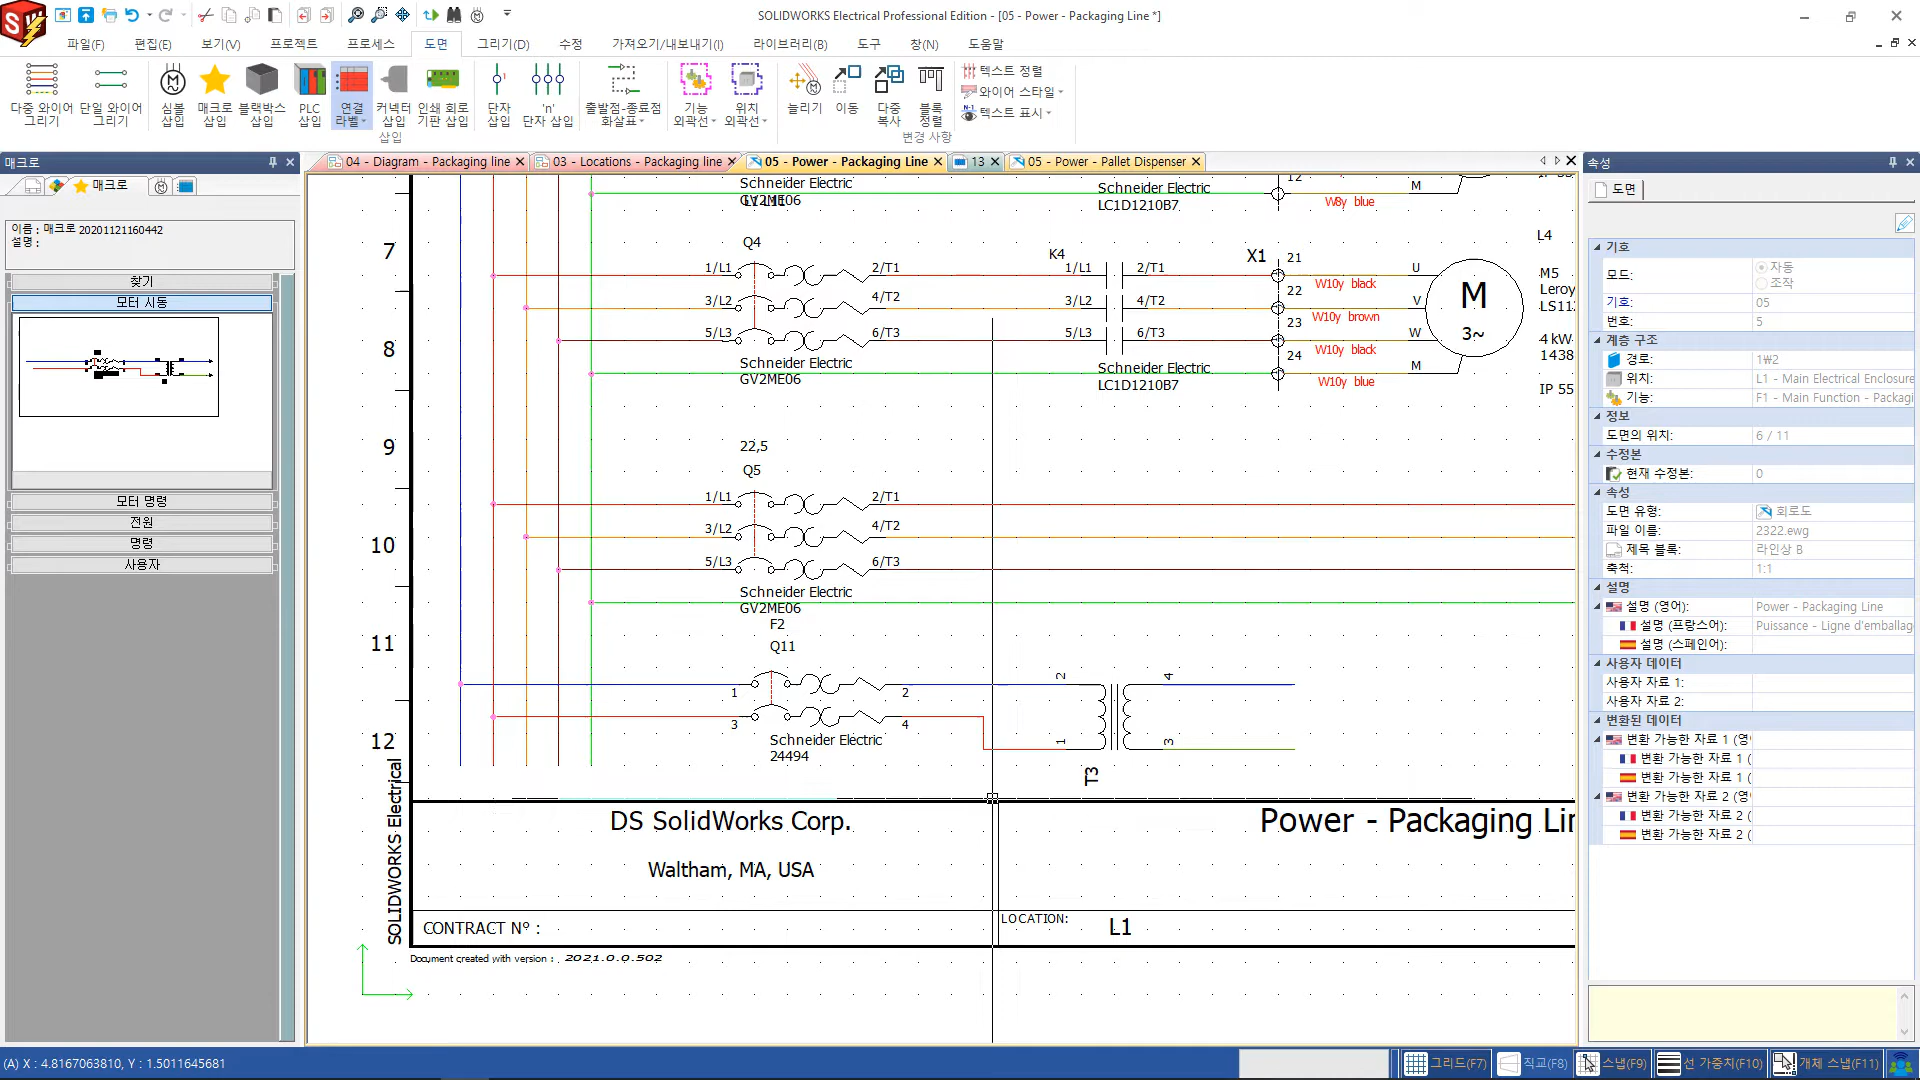 SOLIDWORKS Electrical Professional Edition - [05 - Power - Packaging Line *]
파일(F)
편집(E)
보기(V)
프로젝트
프로세스
도면
그리기(D)
수정
가져오기/내보내기(I)
라이브러리(B)
도구
창(N)
도움말
다중 와이어 그리기
단일 와이어 그리기
심볼 삽입
매크로 삽입
블랙박스 삽입
PLC 삽입
연결 라벨
커넥터 삽입
인쇄 회로 기판 삽입
단자 삽입
'n' 단자 삽입
출발점-종료점 화살표
기능 외곽선
위치 외곽선
늘리기
이동
다중 복사
블록 정렬
텍스트 정렬
와이어 스타일
텍스트 표시
삽입
변경 사항
매크로
매크로
이름 : 매크로 20201121160442
설명 :
찾기
모터 시동
모터 명령
전원
명령
사용자
04 - Diagram - Packaging line
03 - Locations - Packaging line
05 - Power - Packaging Line
13
05 - Power - Pallet Dispenser
Schneider Electric
GV2ME06
Schneider Electric
LC1D1210B7
12
W8y blue
M
7
8
9
10
11
12
Q4
1/L1
2/T1
3/L2
4/T2
5/L3
6/T3
Schneider Electric
GV2ME06
K4
1/L1
2/T1
3/L2
4/T2
5/L3
6/T3
Schneider Electric
LC1D1210B7
X1
21
22
23
24
W10y black
W10y brown
W10y black
W10y blue
U
V
W
M
M
3~
L4
M5
Leroy
LS11
4 kW
1438
IP 55
22,5
Q5
1/L1
2/T1
3/L2
4/T2
5/L3
6/T3
Schneider Electric
GV2ME06
F2
Q11
1
2
3
4
Schneider Electric
24494
2
4
1
3
T3
SOLIDWORKS Electrical
DS SolidWorks Corp.
Waltham, MA, USA
Power - Packaging Li
CONTRACT Nº :
LOCATION:
L1
Document created with version : 2021.0.0.502
속성
도면
기호
모드:
자동
조작
기호:
05
번호:
5
계층 구조
경로:
1₩2
위치:
L1 - Main Electrical Enclosure
기능:
F1 - Main Function - Packagi
정보
도면의 위치:
6 / 11
수정본
현재 수정본:
0
속성
도면 유형:
회로도
파일 이름:
2322.ewg
제목 블록:
라인상 B
축척:
1:1
설명
설명 (영어):
Power - Packaging Line
설명 (프랑스어):
Puissance - Ligne d'emballag
설명 (스페인어):
사용자 데이터
사용자 자료 1:
사용자 자료 2:
변환된 데이터
변환 가능한 자료 1 (영
변환 가능한 자료 1 (
변환 가능한 자료 1 (
변환 가능한 자료 2 (영
변환 가능한 자료 2 (
변환 가능한 자료 2 (
(A) X : 4.8167063810, Y : 1.5011645681
그리드(F7)
직교(F8)
스냅(F9)
선 가중치(F10)
개체 스냅(F11)